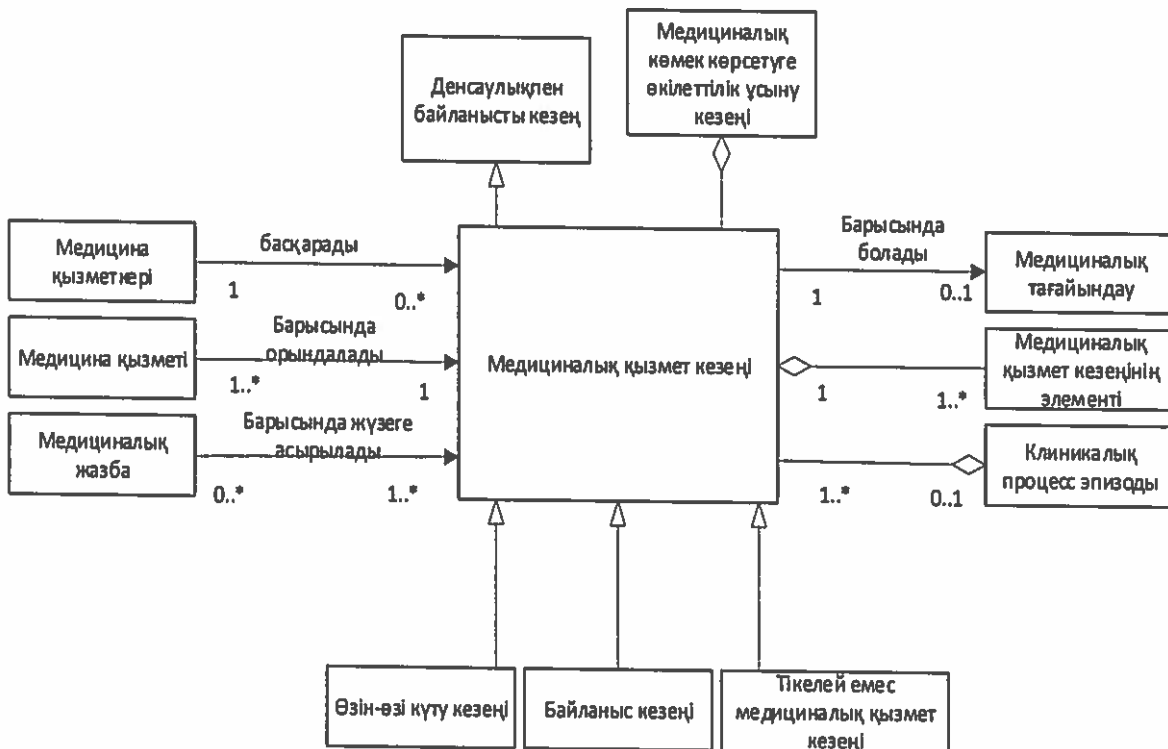 Денсаулықпен
байланысты кезең
Медициналық
көмек көрсетуге
өкілеттілік ұсыну
кезеңі
Медицина
қызметкері
басқарады
1
0..*
Медицина қызметі
Барысында
орындалады
1..*
1
Медициналық
жазба
Барысында жүзеге
асырылады
0..*
1..*
Медициналық қызмет кезеңі
Барысында
болады
1
0..1
Медициналық
тағайындау
1
1..*
Медициналық
қызмет кезеңінің
элементі
1..*
0..1
Клиникалық
процесс эпизоды
Өзін-өзі күту кезеңі
Байланыс кезеңі
Тікелей емес
медициналық қызмет
кезеңі